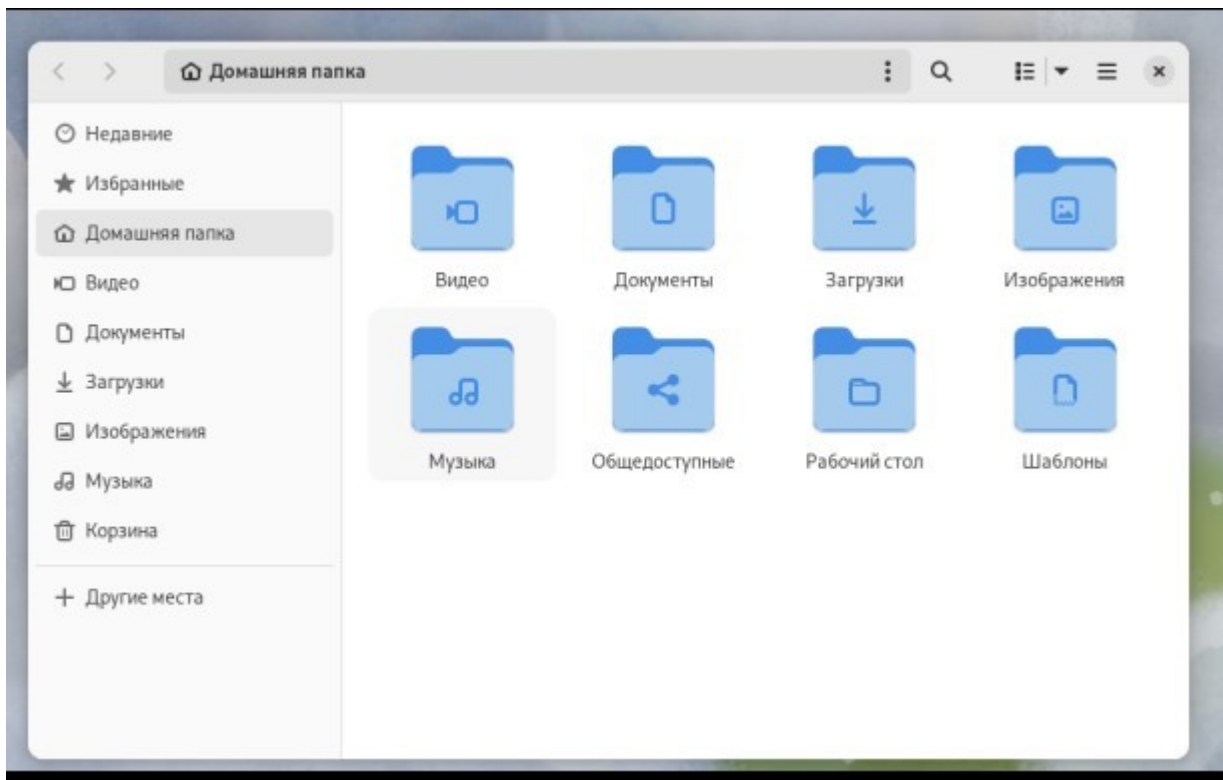 Домашняя папка
Недавние
Избранные
Домашняя папка
Видео
Документы
Загрузки
Изображения
Музыка
Корзина
Другие места
Видео Документы Загрузки Изображения
Музыка Общедоступные Рабочий стол Шаблоны